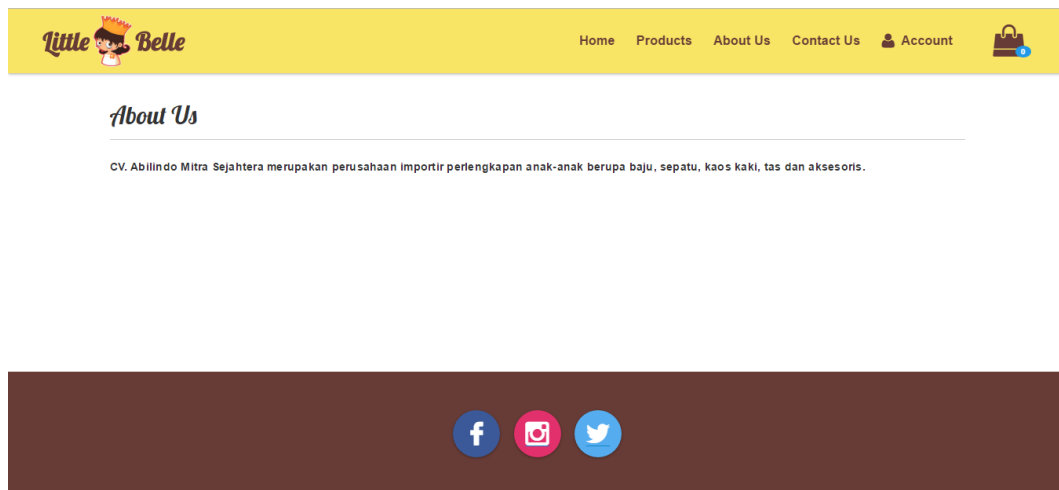 Little Belle
Home Products About Us Contact Us Account
0
About Us
CV. Abilindo Mitra Sejahtera merupakan perusahaan importir perlengkapan anak-anak berupa baju, sepatu, kaos kaki, tas dan aksesoris.